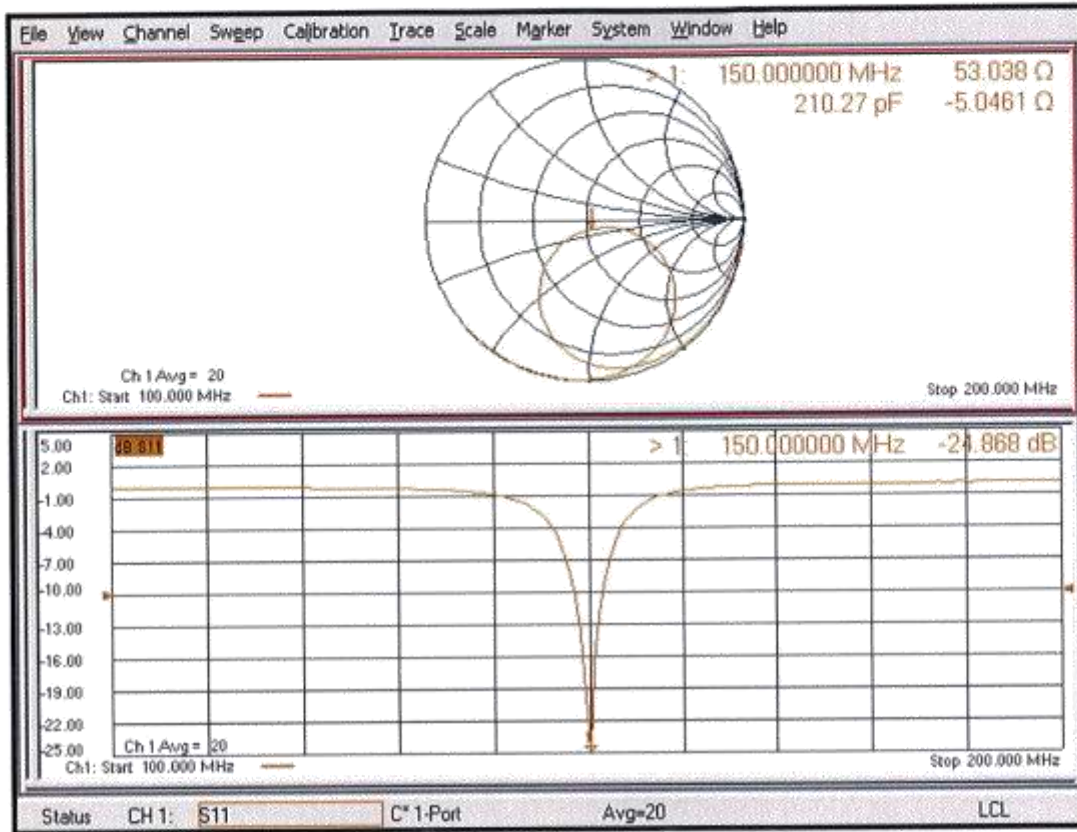 File View Channel Sweep Calibration Trace Scale Marker System Window Help
> 1: 150.000000 MHz 53.038 Ω
210.27 pF -5.0461 Ω
Ch 1 Avg = 20
Ch1: Start 100.000 MHz
Stop 200.000 MHz
5.00
dB S11
> 1: 150.000000 MHz -24.868 dB
2.00
-1.00
-4.00
-7.00
-10.00
-13.00
-16.00
-19.00
-22.00
-25.00
Ch 1 Avg = 20
Ch1: Start 100.000 MHz
Stop 200.000 MHz
Status CH 1: S11 C* 1-Port Avg=20 LCL